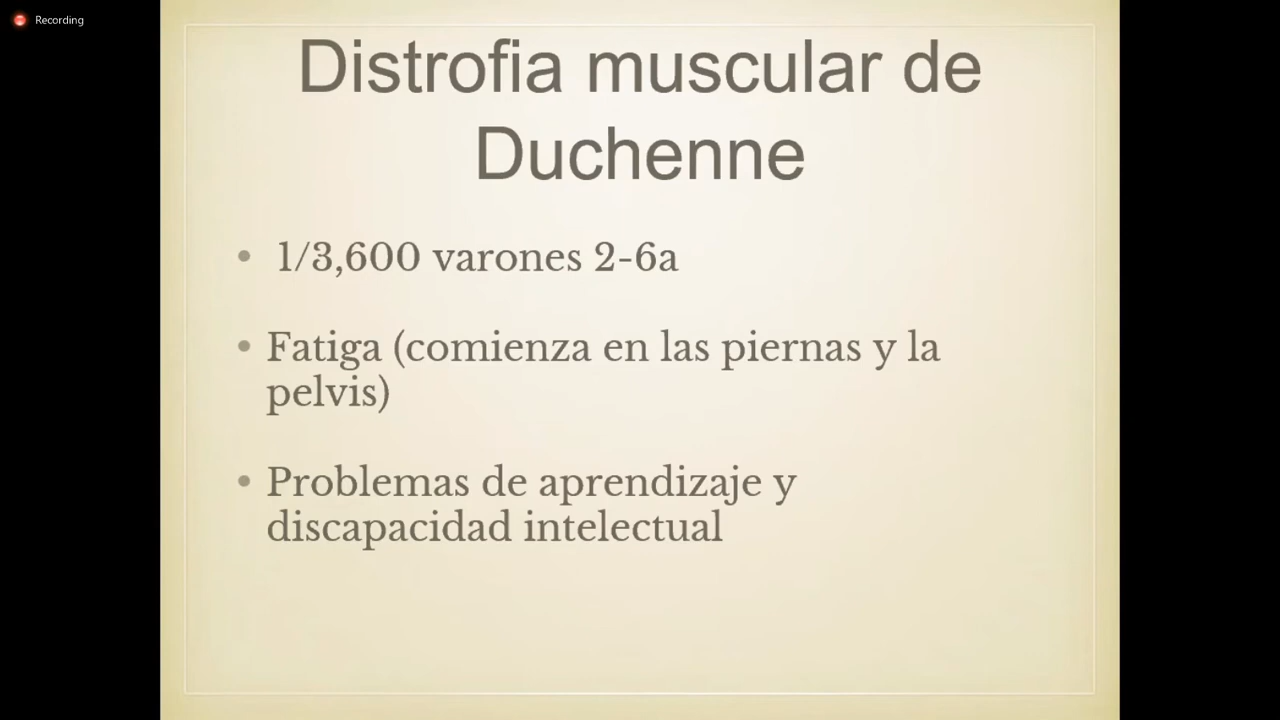 Recording
Distrofia muscular de
Duchenne
• 1/3,600 varones 2-6a
• Fatiga (comienza en las piernas y la
pelvis)
• Problemas de aprendizaje y
discapacidad intelectual